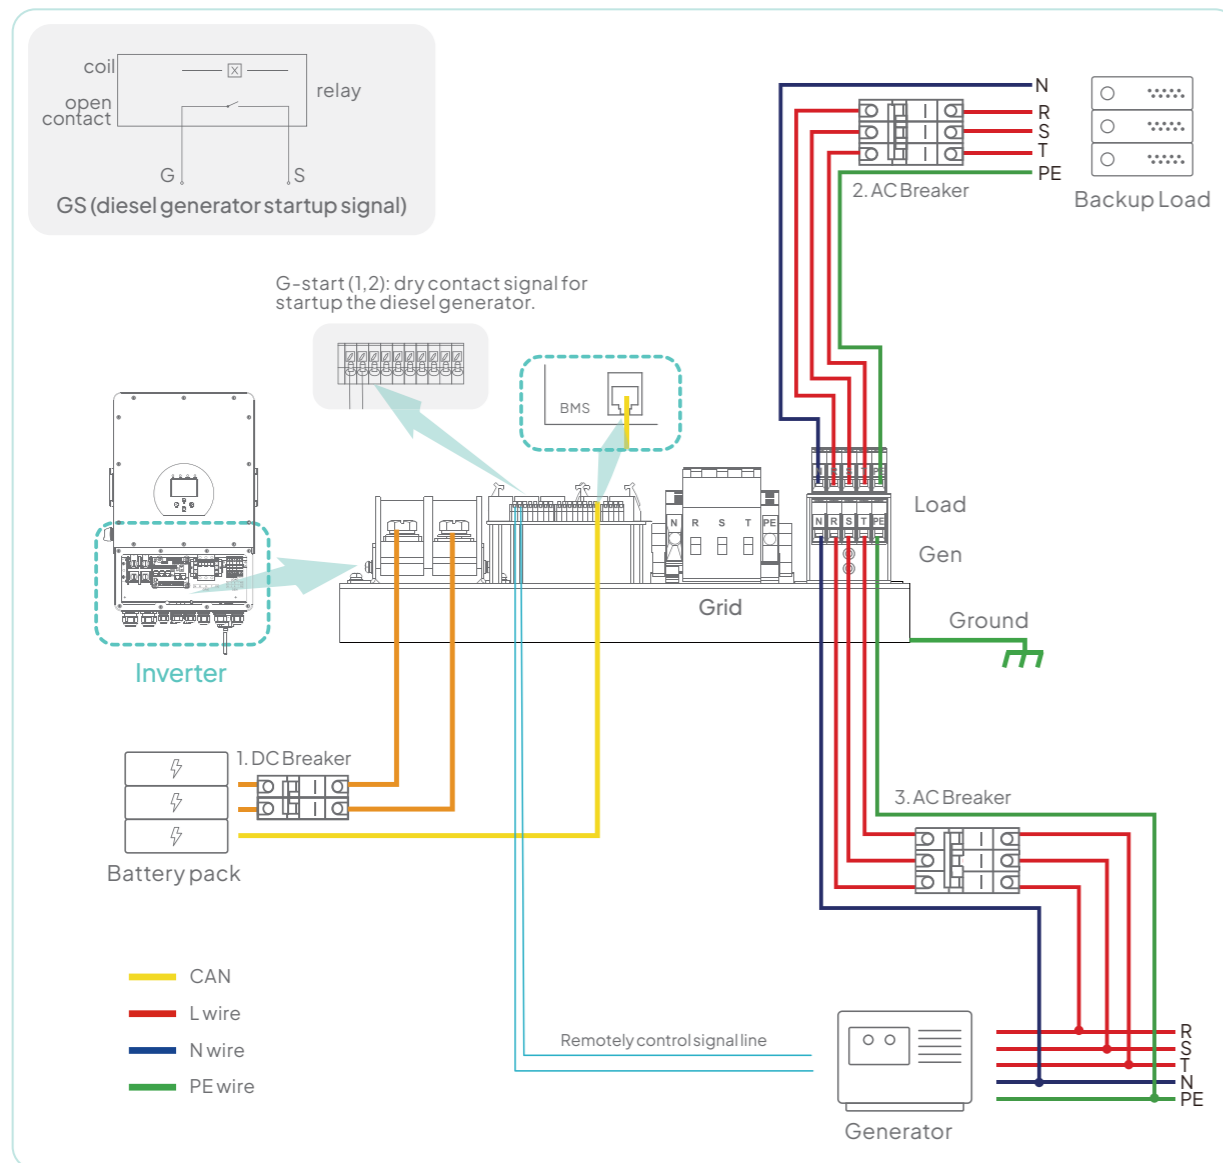 coil
open
contact
relay
G
S
GS (diesel generator startup signal)
N
R
S
T
PE
2. AC Breaker
Backup Load
G-start (1,2): dry contact signal for
startup the diesel generator.
BMS
N R S T PE
N R S T PE
Load
N R S T PE
Gen
Grid
Ground
Inverter
1. DC Breaker
Battery pack
3. AC Breaker
CAN
L wire
N wire
PE wire
Remotely control signal line
Generator
R
S
T
N
PE